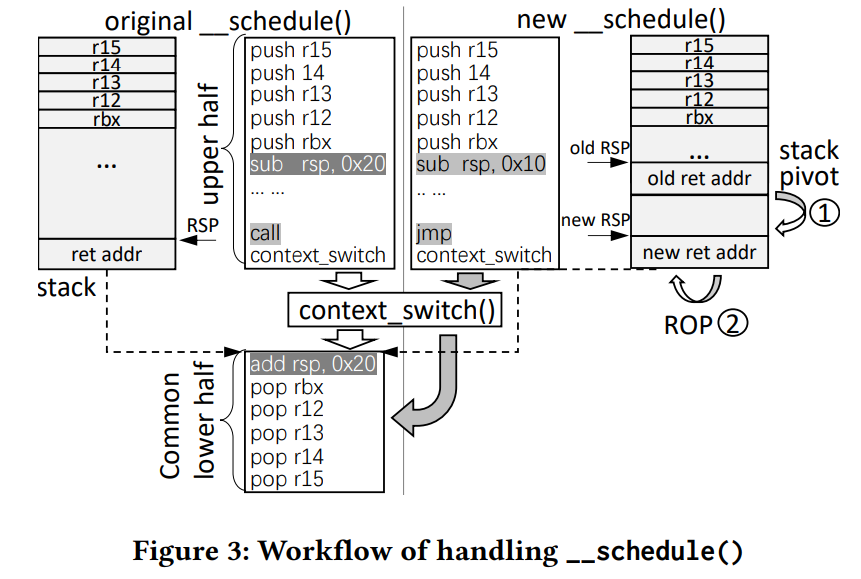 original __schedule()
new __schedule()
r15
r14
r13
r12
rbx
...
RSP
ret addr
stack
upper half
push r15
push 14
push r13
push r12
push rbx
sub rsp, 0x20
... ...
call
context_switch
push r15
push 14
push r13
push r12
push rbx
sub rsp, 0x10
.. ...
jmp
context_switch
r15
r14
r13
r12
rbx
...
old RSP
old ret addr
new RSP
new ret addr
stack
pivot
1
ROP 2
context_switch()
Common
lower half
add rsp, 0x20
pop rbx
pop r12
pop r13
pop r14
pop r15
Figure 3: Workflow of handling __schedule()